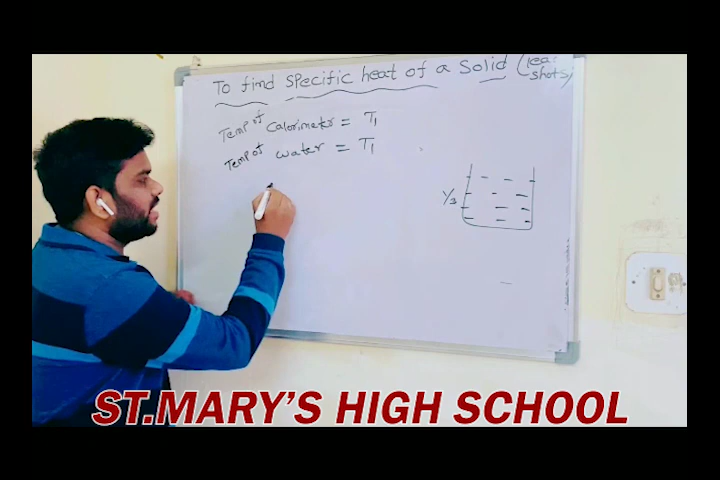 To find specific heat of a Solid (lead shots)
Temp of Calorimeter = T1
Temp of water = T1
1/3
ST.MARY'S HIGH SCHOOL